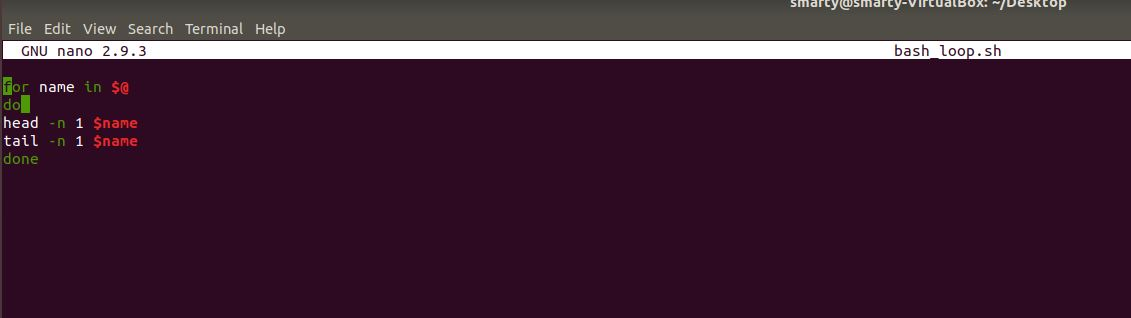 smarty@smarty-VirtualBox: ~/Desktop
File Edit View Search Terminal Help
GNU nano 2.9.3 bash_loop.sh
for name in $@
do
head -n 1 $name
tail -n 1 $name
done